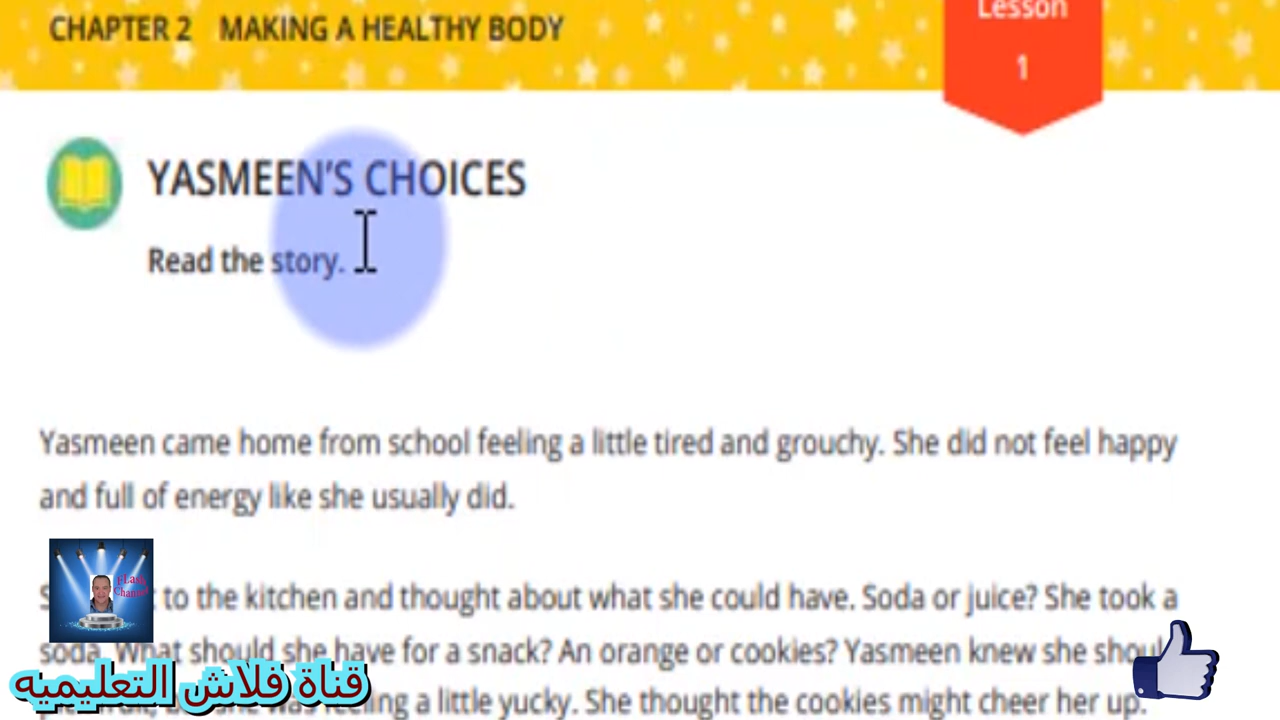 CHAPTER 2 MAKING A HEALTHY BODY
Lesson
1
YASMEEN'S CHOICES
Read the story.
Yasmeen came home from school feeling a little tired and grouchy. She did not feel happy
and full of energy like she usually did.
to the kitchen and thought about what she could have. Soda or juice? She took a
soda. What should she have for a snack? An orange or cookies? Yasmeen knew she
she was feeling a little yucky. She thought the cookies might cheer her up.
FLash
Channel
قناة فلاش التعليميه